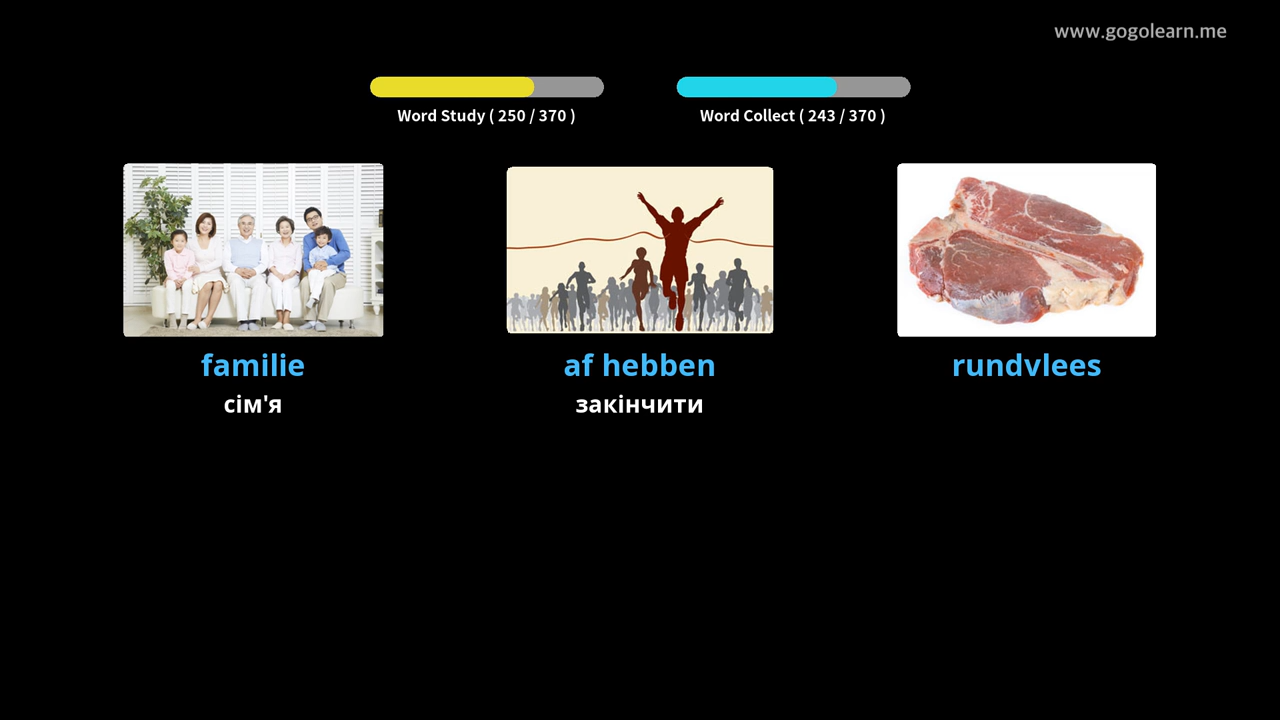 www.gogolearn.me
Word Study ( 250 / 370 )
Word Collect ( 243 / 370 )
familie
af hebben
rundvlees
сім'я
закінчити